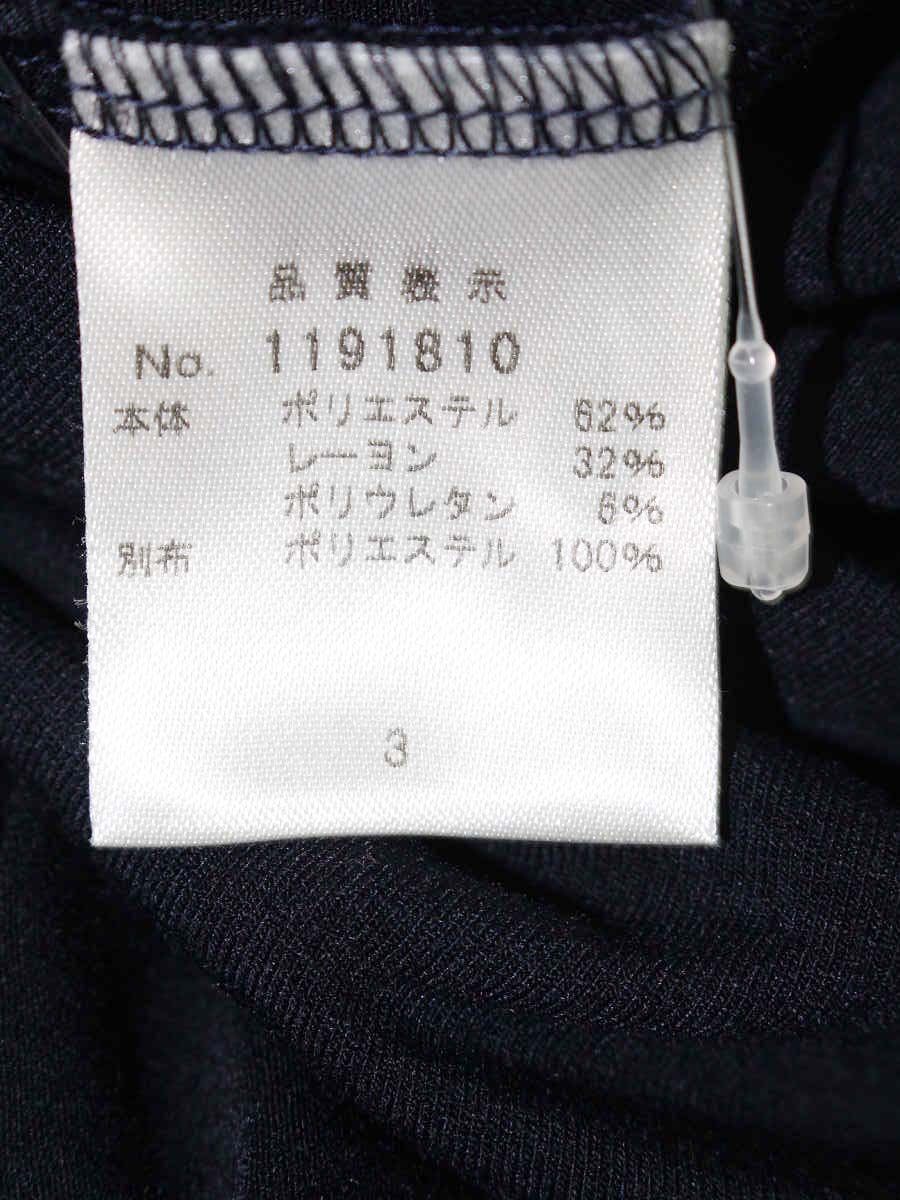 品質表示
No. 1191810
本体 ポリエステル 62%
レーヨン 32%
ポリウレタン 6%
別布 ポリエステル 100%
3